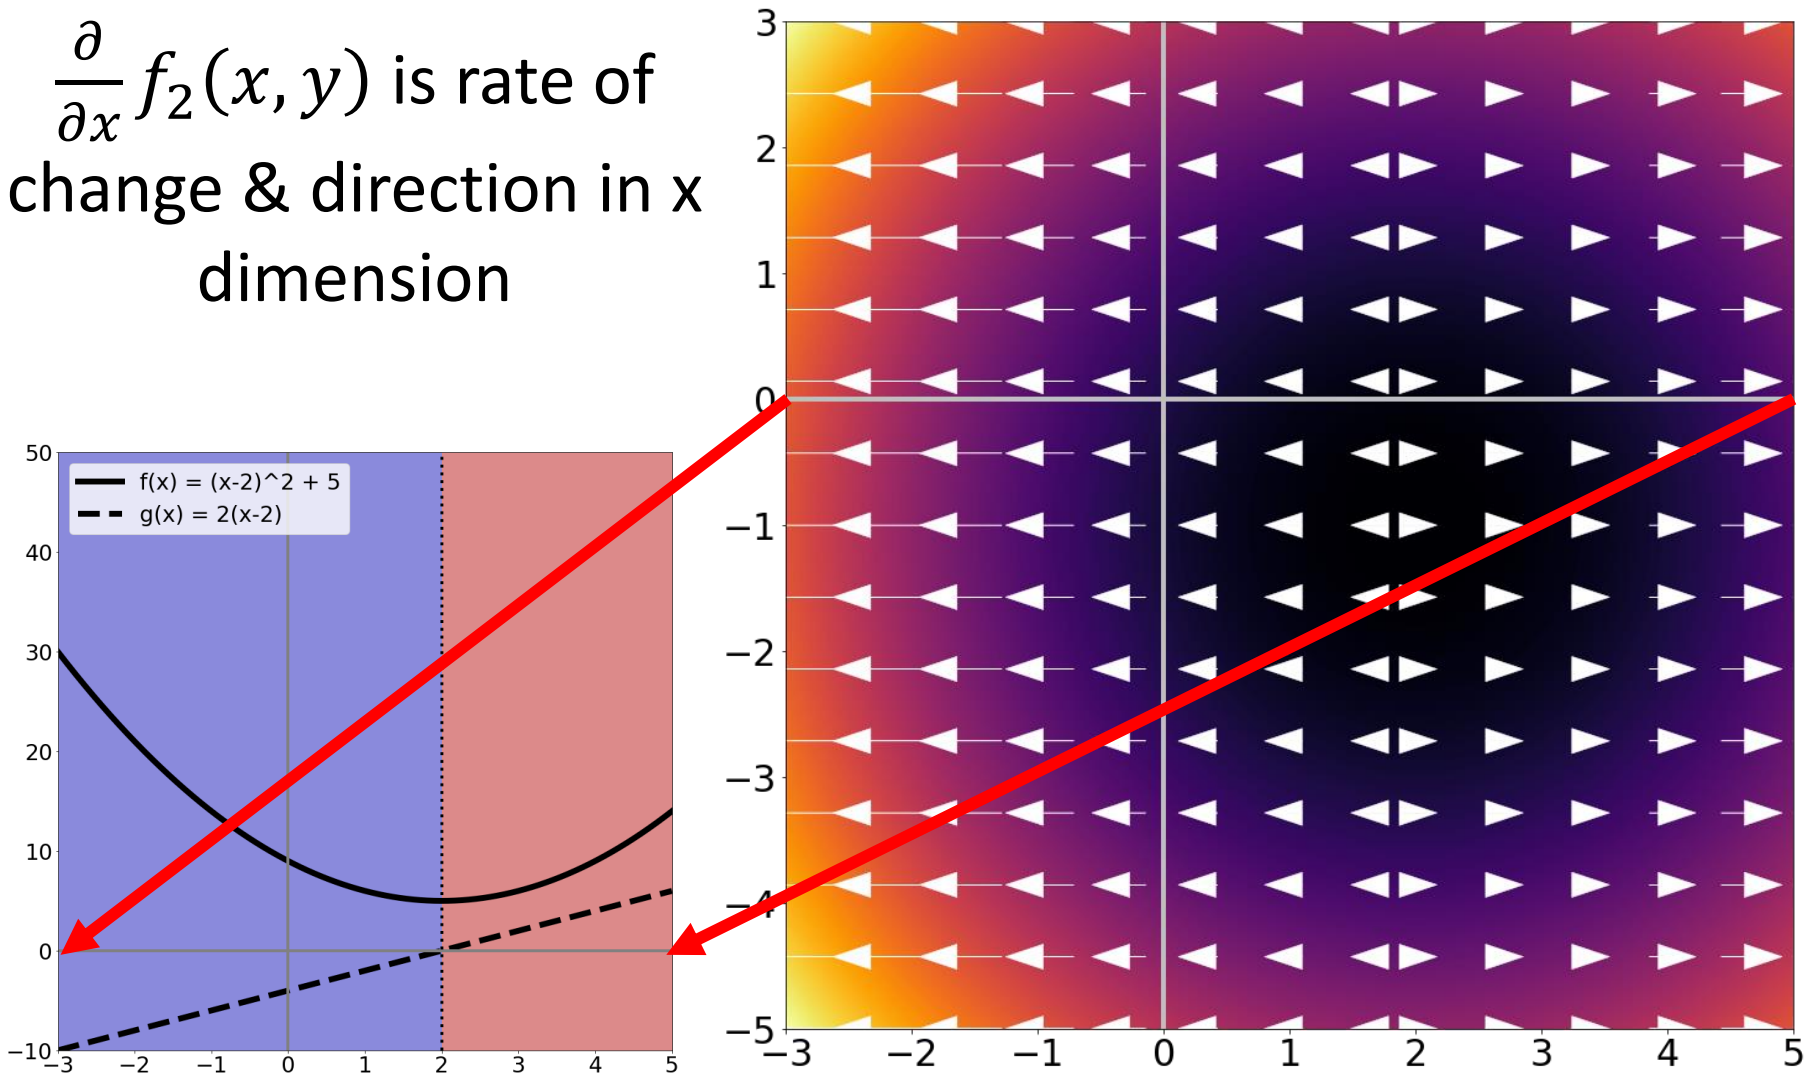 ∂/∂x f₂(x, y) is rate of
change & direction in x
dimension
50
40
30
20
10
0
−10
f(x) = (x-2)^2 + 5
g(x) = 2(x-2)
−3 −2 −1 0 1 2 3 4 5
3
2
1
0
−1
−2
−3
−4
−5
−3 −2 −1 0 1 2 3 4 5